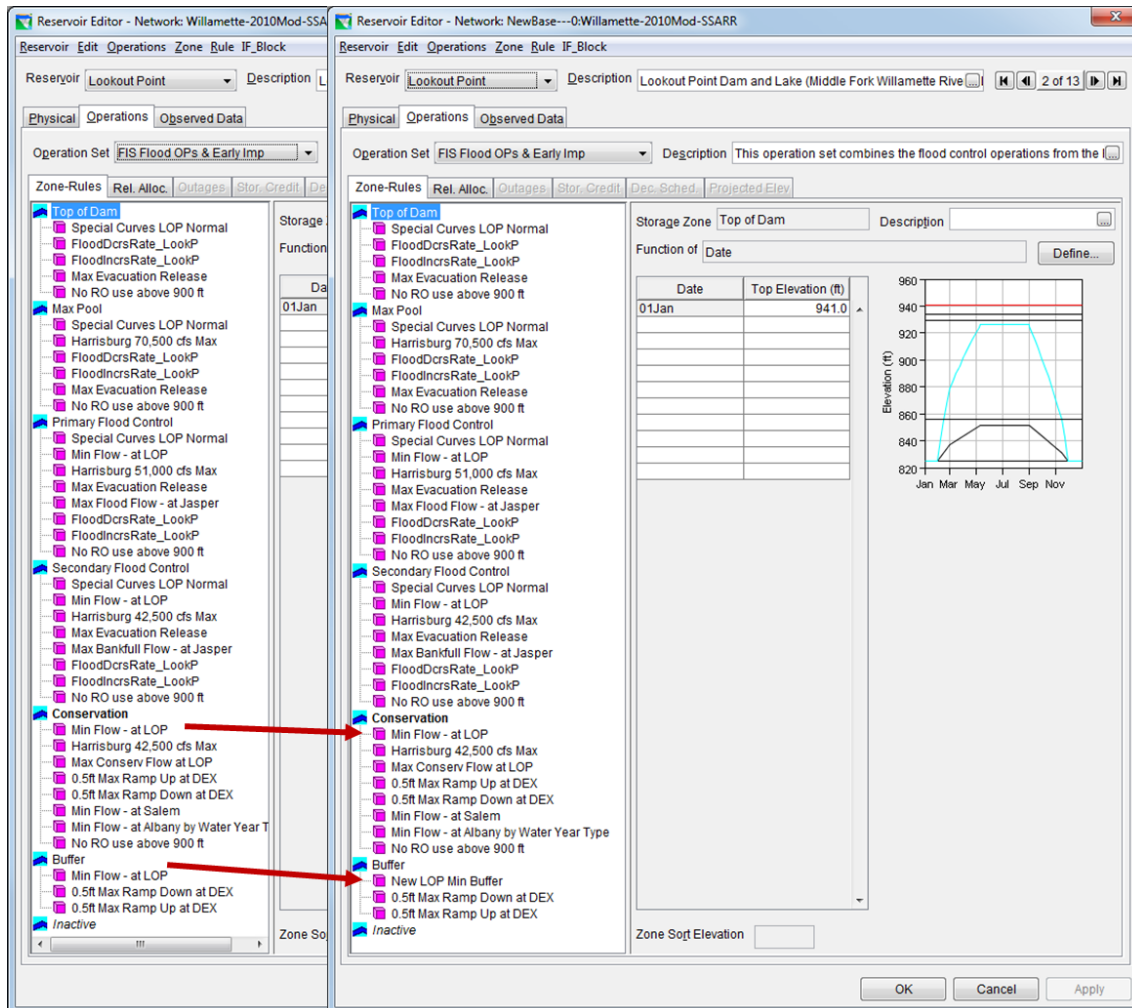 Reservoir Editor - Network: Willamette-2010Mod-SSAR
Reservoir Edit Operations Zone Rule IF_Block
Reservoir Lookout Point Description L
Physical Operations Observed Data
Operation Set FIS Flood OPs & Early Imp
Zone-Rules Rel. Alloc. Outages Stor. Credit De
Top of Dam
Special Curves LOP Normal
FloodDcrsRate_LookP
FloodIncrsRate_LookP
Max Evacuation Release
No RO use above 900 ft
Max Pool
Special Curves LOP Normal
Harrisburg 70,500 cfs Max
FloodDcrsRate_LookP
FloodIncrsRate_LookP
Max Evacuation Release
No RO use above 900 ft
Primary Flood Control
Special Curves LOP Normal
Min Flow - at LOP
Harrisburg 51,000 cfs Max
Max Evacuation Release
Max Flood Flow - at Jasper
FloodDcrsRate_LookP
FloodIncrsRate_LookP
No RO use above 900 ft
Secondary Flood Control
Special Curves LOP Normal
Min Flow - at LOP
Harrisburg 42,500 cfs Max
Max Evacuation Release
Max Bankfull Flow - at Jasper
FloodDcrsRate_LookP
FloodIncrsRate_LookP
No RO use above 900 ft
Conservation
Min Flow - at LOP
Harrisburg 42,500 cfs Max
Max Conserv Flow at LOP
0.5ft Max Ramp Up at DEX
0.5ft Max Ramp Down at DEX
Min Flow - at Salem
Min Flow - at Albany by Water Year T
No RO use above 900 ft
Buffer
Min Flow - at LOP
0.5ft Max Ramp Down at DEX
0.5ft Max Ramp Up at DEX
Inactive
Storage
Function
Da
01Jan
Zone So
Reservoir Editor - Network: NewBase---0:Willamette-2010Mod-SSARR
Reservoir Edit Operations Zone Rule IF_Block
Reservoir Lookout Point Description Lookout Point Dam and Lake (Middle Fork Willamette Rive ... 2 of 13
Physical Operations Observed Data
Operation Set FIS Flood OPs & Early Imp Description This operation set combines the flood control operations from the ...
Zone-Rules Rel. Alloc. Outages Stor. Credit Dec. Sched. Projected Elev
Top of Dam
Special Curves LOP Normal
FloodDcrsRate_LookP
FloodIncrsRate_LookP
Max Evacuation Release
No RO use above 900 ft
Max Pool
Special Curves LOP Normal
Harrisburg 70,500 cfs Max
FloodDcrsRate_LookP
FloodIncrsRate_LookP
Max Evacuation Release
No RO use above 900 ft
Primary Flood Control
Special Curves LOP Normal
Min Flow - at LOP
Harrisburg 51,000 cfs Max
Max Evacuation Release
Max Flood Flow - at Jasper
FloodDcrsRate_LookP
FloodIncrsRate_LookP
No RO use above 900 ft
Secondary Flood Control
Special Curves LOP Normal
Min Flow - at LOP
Harrisburg 42,500 cfs Max
Max Evacuation Release
Max Bankfull Flow - at Jasper
FloodDcrsRate_LookP
FloodIncrsRate_LookP
No RO use above 900 ft
Conservation
Min Flow - at LOP
Harrisburg 42,500 cfs Max
Max Conserv Flow at LOP
0.5ft Max Ramp Up at DEX
0.5ft Max Ramp Down at DEX
Min Flow - at Salem
Min Flow - at Albany by Water Year Type
No RO use above 900 ft
Buffer
New LOP Min Buffer
0.5ft Max Ramp Down at DEX
0.5ft Max Ramp Up at DEX
Inactive
Storage Zone Top of Dam Description ...
Function of Date Define...
Date Top Elevation (ft)
01Jan 941.0
960
940
920
900
880
860
840
820
Elevation (ft)
Jan Mar May Jul Sep Nov
Zone Sort Elevation
OK Cancel Apply